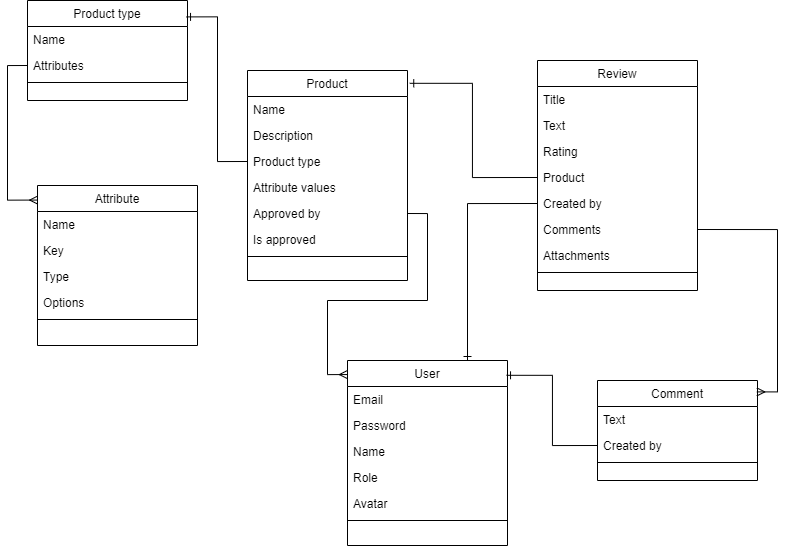 Product type
Name
Attributes
Product
Name
Description
Product type
Attribute values
Approved by
Is approved
Review
Title
Text
Rating
Product
Created by
Comments
Attachments
Attribute
Name
Key
Type
Options
User
Email
Password
Name
Role
Avatar
Comment
Text
Created by